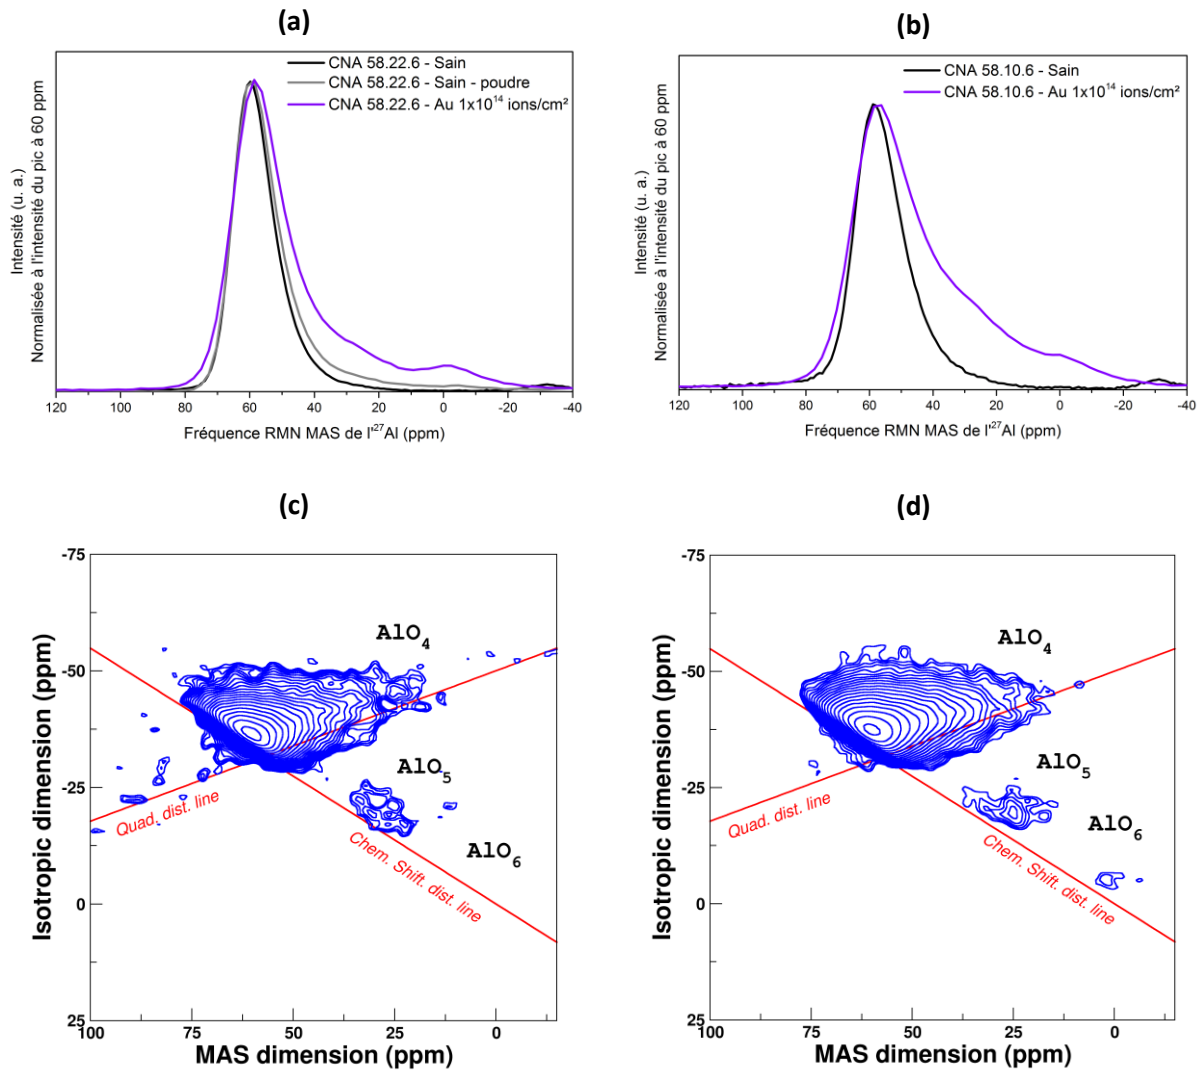 (a)
CNA 58.22.6 - Sain
CNA 58.22.6 - Sain - poudre
CNA 58.22.6 - Au 1x10¹⁴ ions/cm²
Intensité (u. a.)
Normalisée à l'intensité du pic à 60 ppm
120 100 80 60 40 20 0 -20 -40
Fréquence RMN MAS de l'²⁷Al (ppm)
(b)
CNA 58.10.6 - Sain
CNA 58.10.6 - Au 1x10¹⁴ ions/cm²
Intensité (u. a.)
Normalisée à l'intensité du pic à 60 ppm
120 100 80 60 40 20 0 -20 -40
Fréquence RMN MAS de l'²⁷Al (ppm)
(c)
-75
-50
-25
0
25
Isotropic dimension (ppm)
AlO₄
AlO₅
AlO₆
Quad. dist. line
Chem. Shift. dist. line
100 75 50 25 0
MAS dimension (ppm)
(d)
-75
-50
-25
0
25
Isotropic dimension (ppm)
AlO₄
AlO₅
AlO₆
Quad. dist. line
Chem. Shift. dist. line
100 75 50 25 0
MAS dimension (ppm)